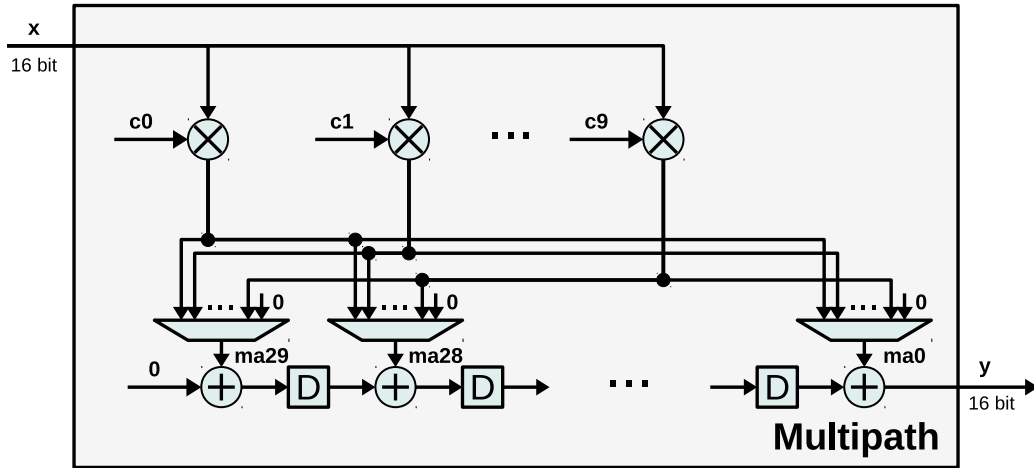 x
16 bit
c0
c1
...
c9
.... 0
.... 0
.... 0
ma29
ma28
ma0
0
D
D
...
D
y
16 bit
Multipath